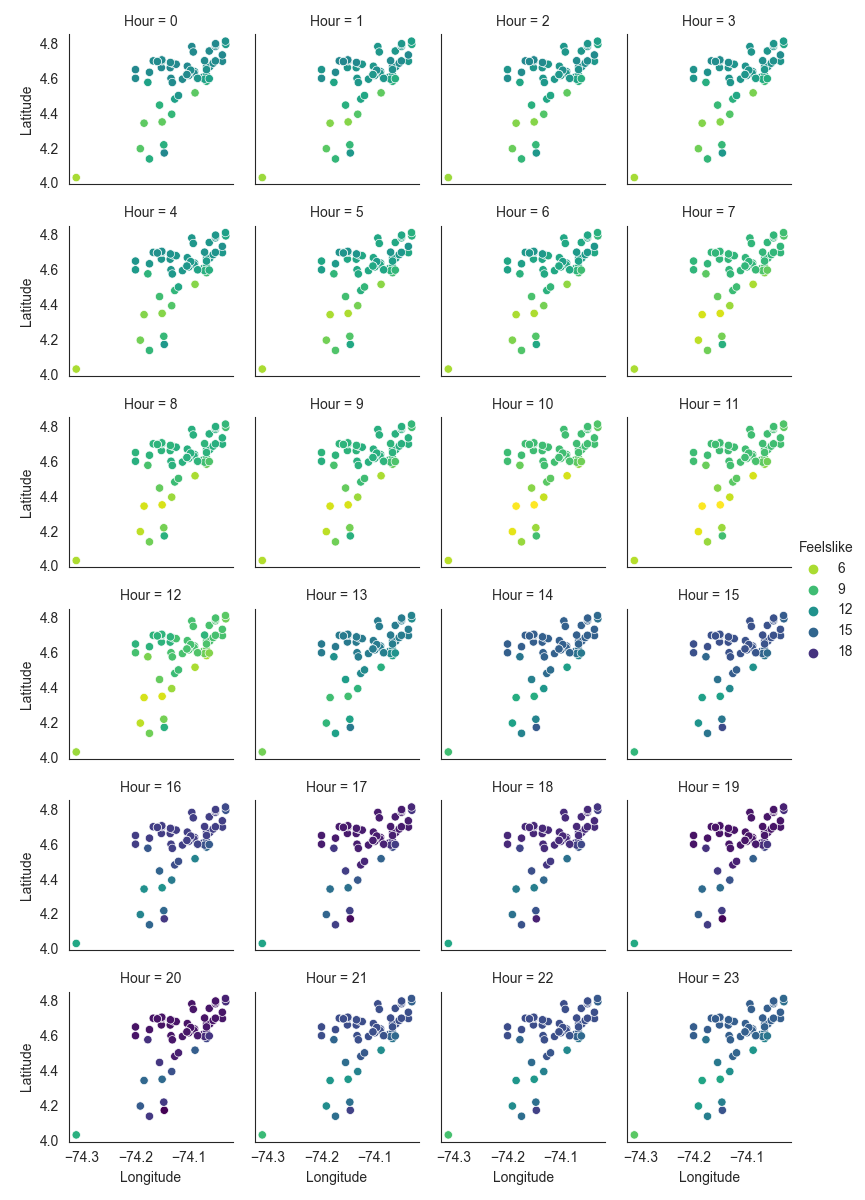 Hour = 0 Hour = 1 Hour = 2 Hour = 3
4.8
4.6
4.4
4.2
4.0
Latitude
Hour = 4 Hour = 5 Hour = 6 Hour = 7
4.8
4.6
4.4
4.2
4.0
Latitude
Hour = 8 Hour = 9 Hour = 10 Hour = 11
4.8
4.6
4.4
4.2
4.0
Latitude
Feelslike
6
9
12
15
18
Hour = 12 Hour = 13 Hour = 14 Hour = 15
4.8
4.6
4.4
4.2
4.0
Latitude
Hour = 16 Hour = 17 Hour = 18 Hour = 19
4.8
4.6
4.4
4.2
4.0
Latitude
Hour = 20 Hour = 21 Hour = 22 Hour = 23
4.8
4.6
4.4
4.2
4.0
Latitude
−74.3 −74.2 −74.1 −74.3 −74.2 −74.1 −74.3 −74.2 −74.1 −74.3 −74.2 −74.1
Longitude Longitude Longitude Longitude